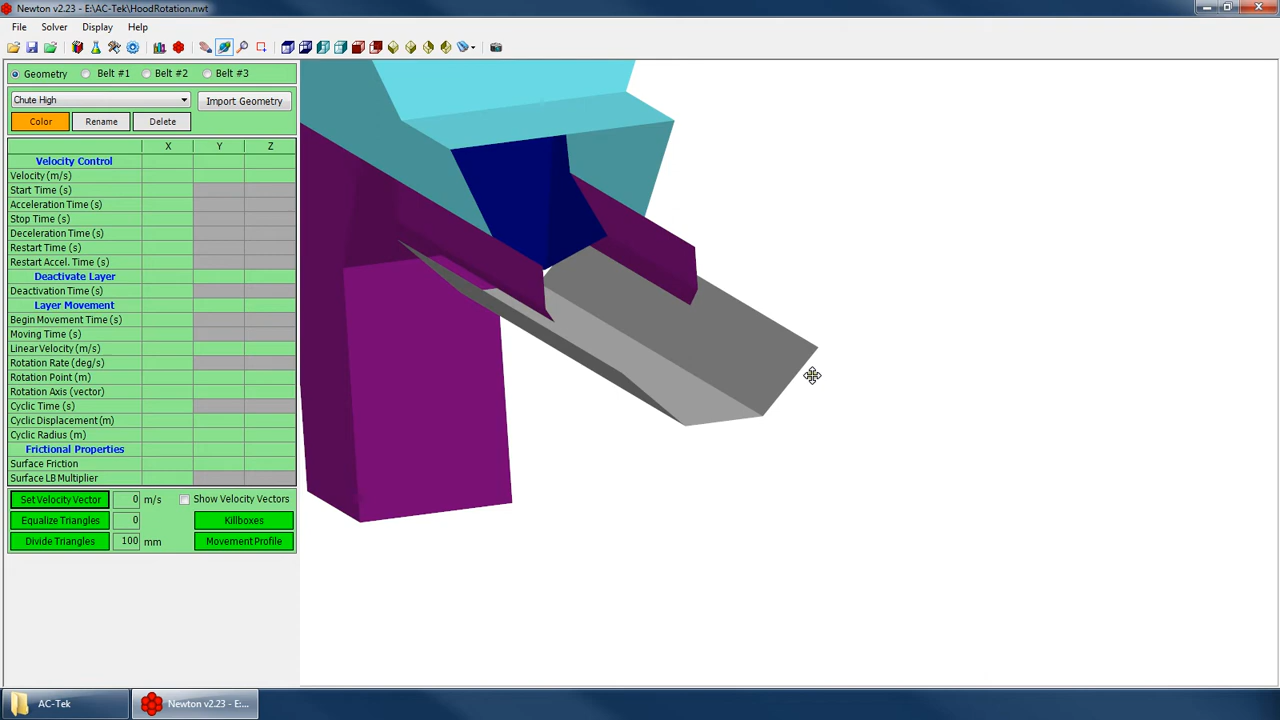 Newton v2.23 - E:\AC-Tek\HoodRotation.nwt
File Solver Display Help
Geometry Belt #1 Belt #2 Belt #3
Chute High Import Geometry
Color Rename Delete
X Y Z
Velocity Control
Velocity (m/s)
Start Time (s)
Acceleration Time (s)
Stop Time (s)
Deceleration Time (s)
Restart Time (s)
Restart Accel. Time (s)
Deactivate Layer
Deactivation Time (s)
Layer Movement
Begin Movement Time (s)
Moving Time (s)
Linear Velocity (m/s)
Rotation Rate (deg/s)
Rotation Point (m)
Rotation Axis (vector)
Cyclic Time (s)
Cyclic Displacement (m)
Cyclic Radius (m)
Frictional Properties
Surface Friction
Surface LB Multiplier
Set Velocity Vector 0 m/s Show Velocity Vectors
Equalize Triangles 0 Killboxes
Divide Triangles 100 mm Movement Profile
AC-Tek Newton v2.23 - E:...